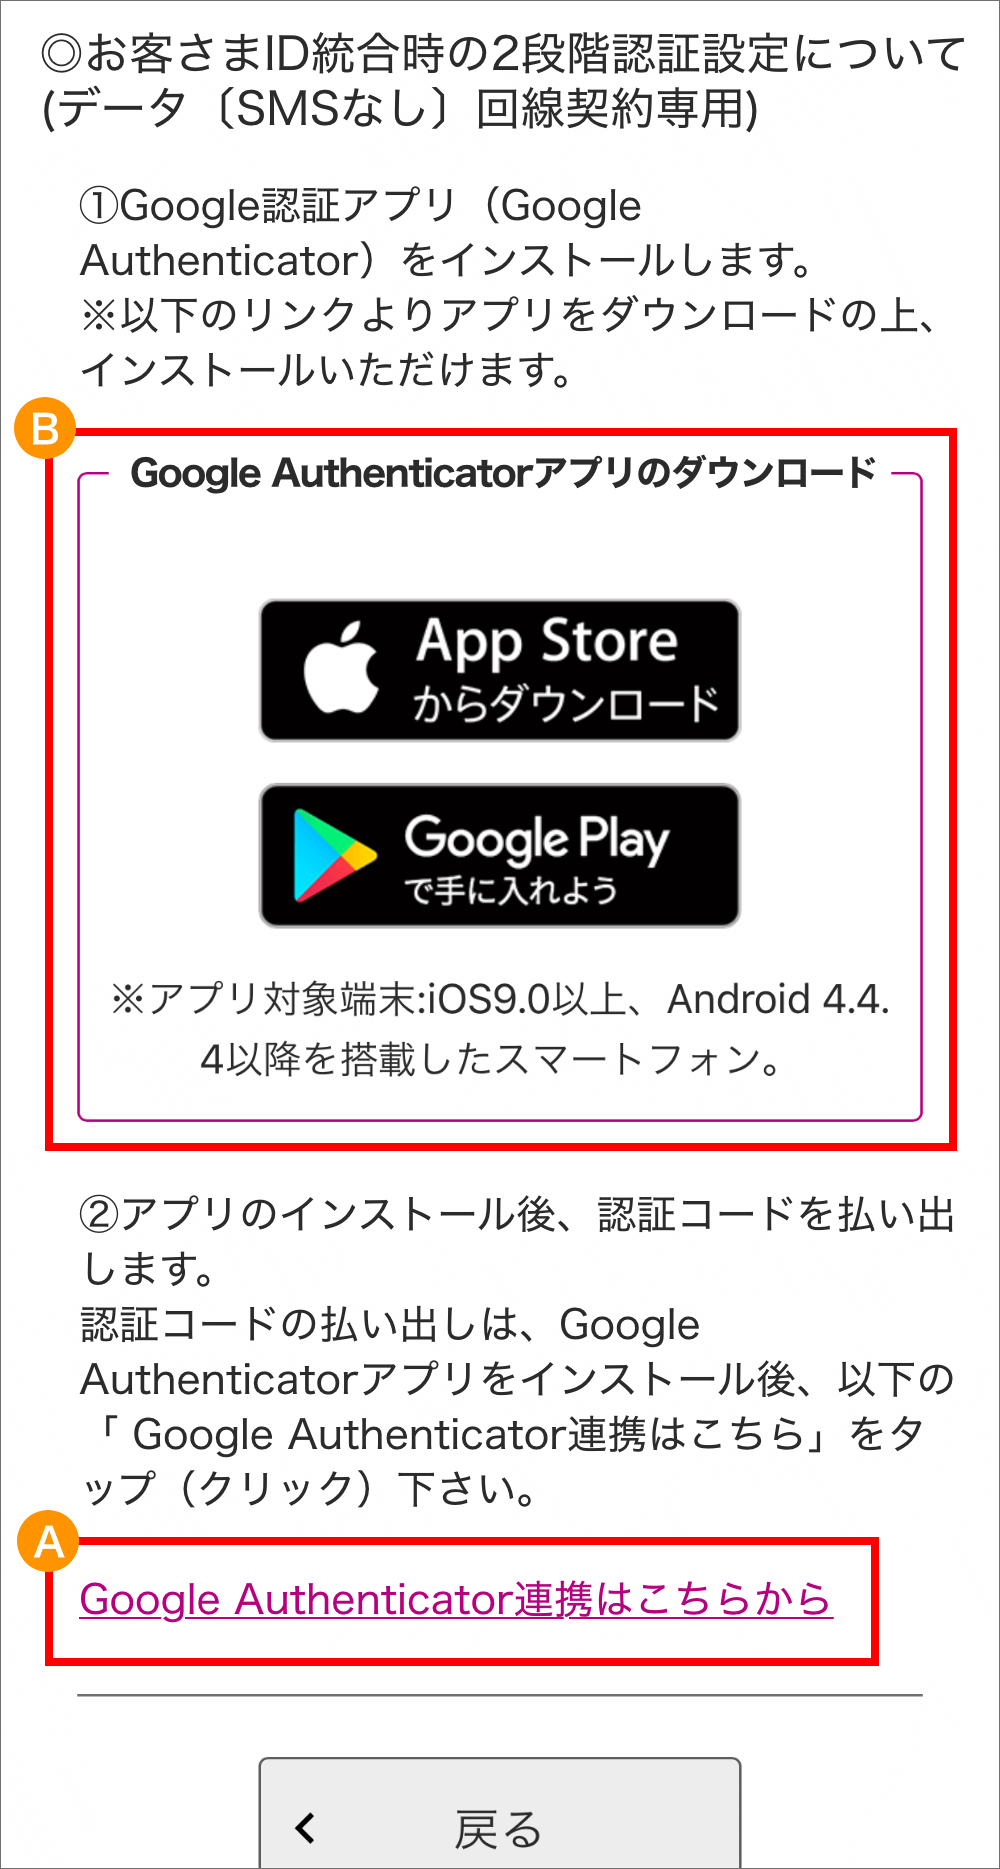 ◎お客さまID統合時の2段階認証設定について
(データ〔SMSなし〕回線契約専用)
①Google認証アプリ（Google
Authenticator）をインストールします。
※以下のリンクよりアプリをダウンロードの上、
インストールいただけます。
B
Google Authenticatorアプリのダウンロード
App Store
からダウンロード
Google Play
で手に入れよう
※アプリ対象端末:iOS9.0以上、Android 4.4.
4以降を搭載したスマートフォン。
②アプリのインストール後、認証コードを払い出
します。
認証コードの払い出しは、Google
Authenticatorアプリをインストール後、以下の
「 Google Authenticator連携はこちら」をタ
ップ（クリック）下さい。
A
Google Authenticator連携はこちらから
戻る